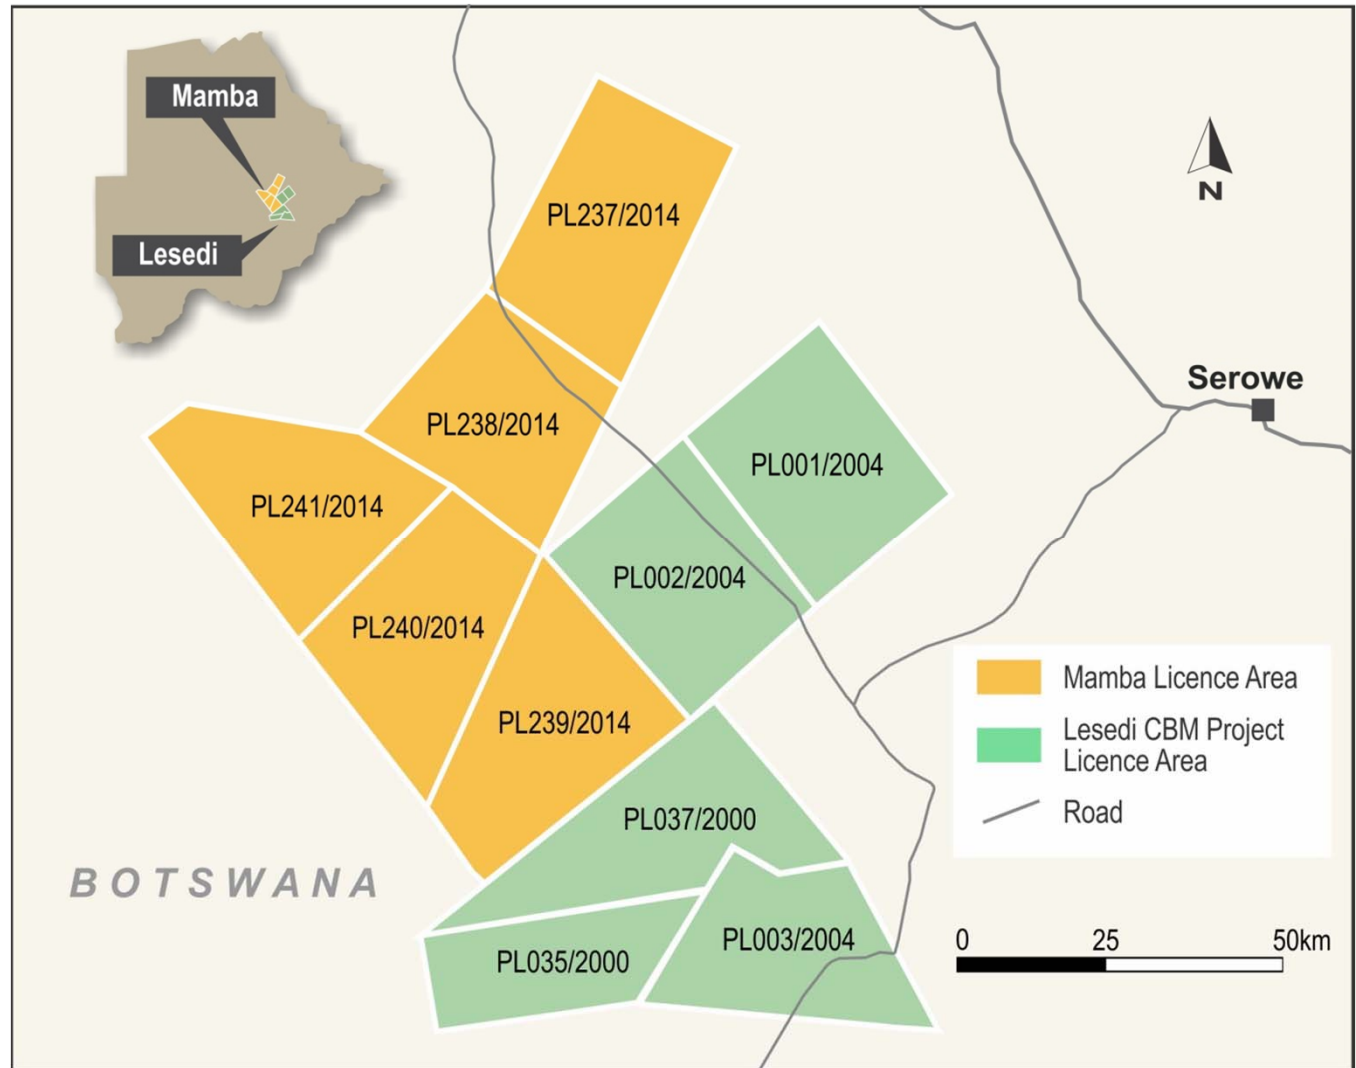 Mamba
Lesedi
N
PL237/2014
Serowe
PL238/2014
PL001/2004
PL241/2014
PL002/2004
PL240/2014
PL239/2014
Mamba Licence Area
Lesedi CBM Project
Licence Area
Road
PL037/2000
BOTSWANA
PL003/2004
PL035/2000
0 25 50km